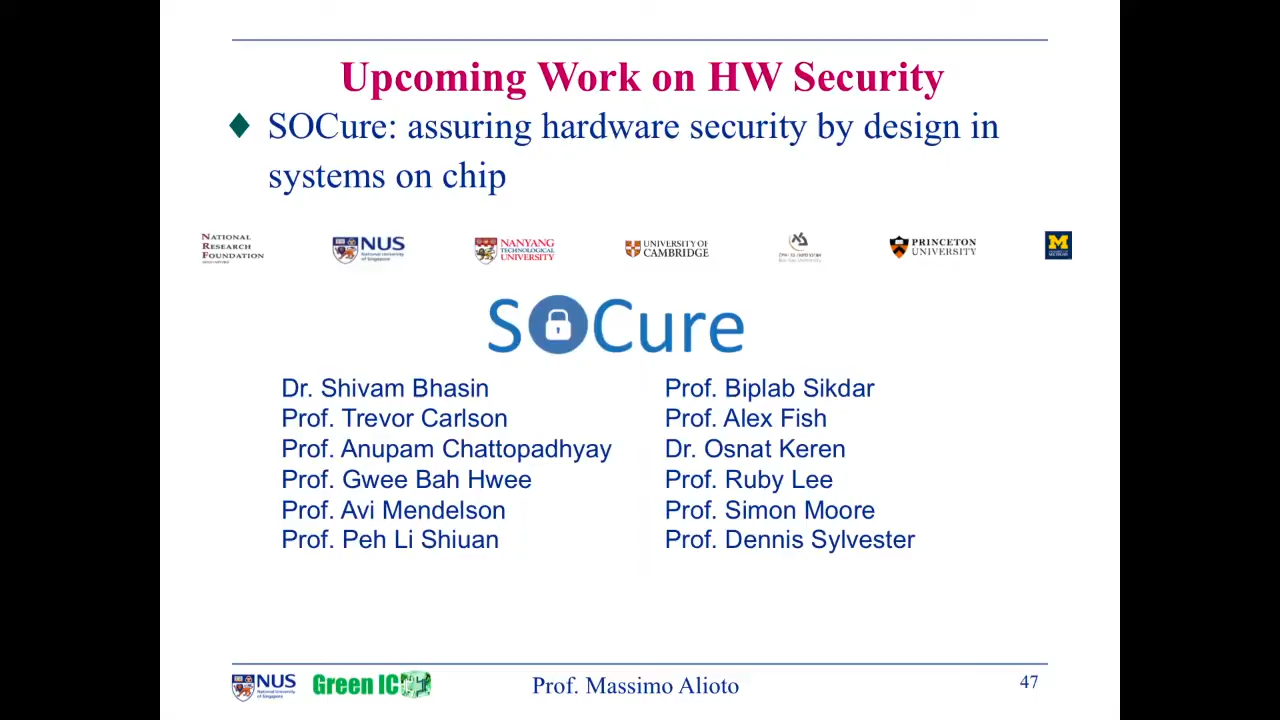 Upcoming Work on HW Security
SOCure: assuring hardware security by design in
systems on chip
NATIONAL
RESEARCH
FOUNDATION
NUS
National University
of Singapore
NANYANG
TECHNOLOGICAL
UNIVERSITY
UNIVERSITY OF
CAMBRIDGE
PRINCETON
UNIVERSITY
M
SOCure
Dr. Shivam Bhasin
Prof. Trevor Carlson
Prof. Anupam Chattopadhyay
Prof. Gwee Bah Hwee
Prof. Avi Mendelson
Prof. Peh Li Shiuan
Prof. Biplab Sikdar
Prof. Alex Fish
Dr. Osnat Keren
Prof. Ruby Lee
Prof. Simon Moore
Prof. Dennis Sylvester
NUS
National University
of Singapore
Green IC
Prof. Massimo Alioto
47